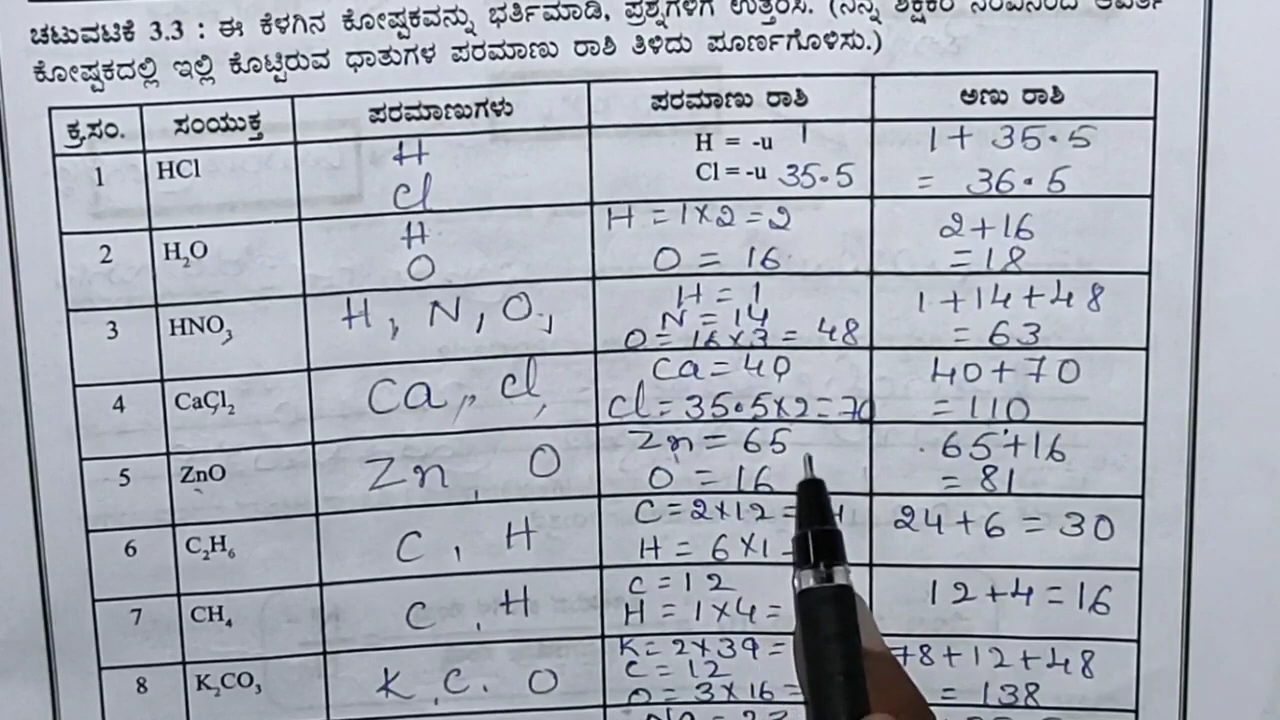 ಚಟುವಟಿಕೆ 3.3 : ಈ ಕೆಳಗಿನ ಕೋಷ್ಟಕವನ್ನು ಭರ್ತಿಮಾಡಿ, ಪ್ರಶ್ನೆಗಳಿಗೆ ಉತ್ತರಿಸಿ. (ನಿನ್ನ ಶಿಕ್ಷಕರ
ಕೋಷ್ಟಕದಲ್ಲಿ ಇಲ್ಲಿ ಕೊಟ್ಟಿರುವ ಧಾತುಗಳ ಪರಮಾಣು ರಾಶಿ ತಿಳಿದು ಪೂರ್ಣಗೊಳಿಸು.)
ಕ್ರ.ಸಂ. ಸಂಯುಕ್ತ ಪರಮಾಣುಗಳು ಪರಮಾಣು ರಾಶಿ ಅಣು ರಾಶಿ
1 HCl
H
Cl
H = -u 1
Cl = -u 35.5
1 + 35.5
= 36.5
2 H₂O
H
O
H = 1×2 = 2
O = 16
2+16
= 18
3 HNO₃
H, N, O,
H = 1
N = 14
O = 16×3 = 48
1+14+48
= 63
4 CaCl₂
Ca, Cl,
Ca = 40
Cl = 35.5×2 = 70
40+70
= 110
5 ZnO
Zn, O
Zn = 65
O = 16
65+16
= 81
6 C₂H₆
C, H
C = 2×12 =
H = 6×1
24+6 = 30
7 CH₄
C, H
C = 12
H = 1×4 =
12+4 = 16
8 K₂CO₃
K, C, O
K = 2×39 =
C = 12
O = 3×16 =
78+12+48
= 138